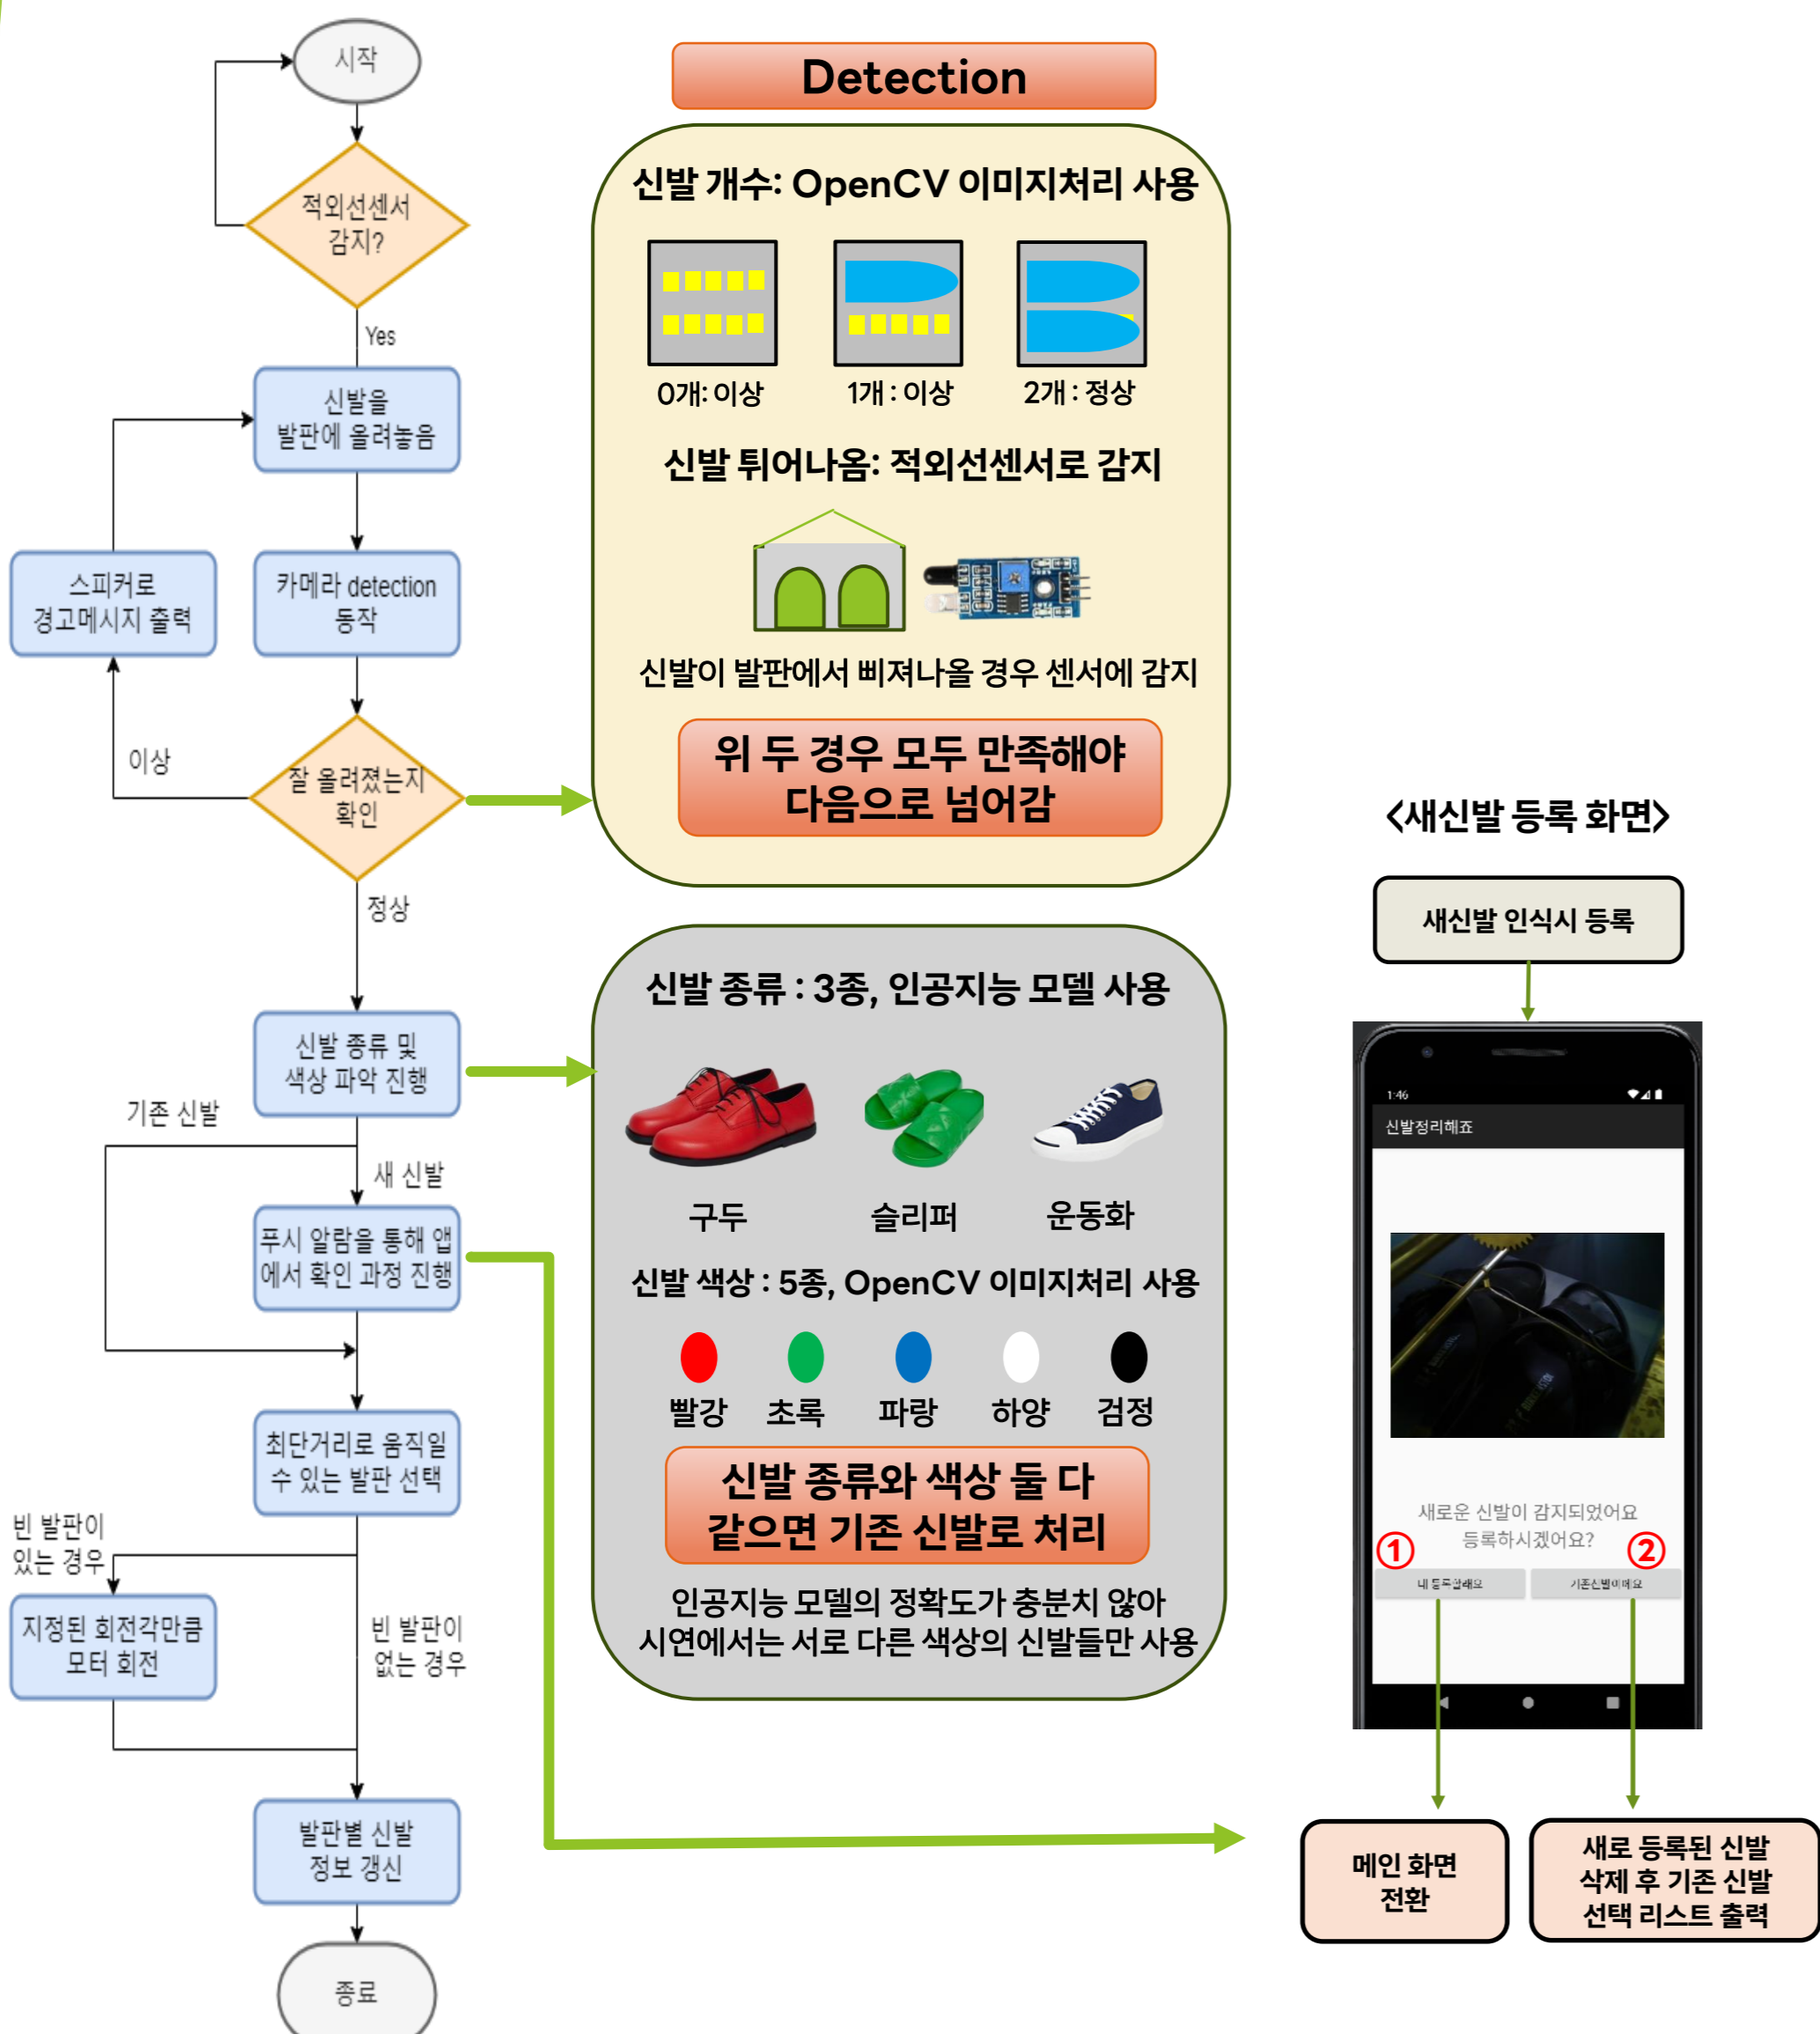 시작
적외선센서
감지?
Yes
신발을
발판에 올려놓음
스피커로
경고메시지 출력
카메라 detection
동작
이상
잘 올려졌는지
확인
정상
신발 종류 및
색상 파악 진행
기존 신발
새 신발
푸시 알람을 통해 앱
에서 확인 과정 진행
최단거리로 움직일
수 있는 발판 선택
빈 발판이
있는 경우
지정된 회전각만큼
모터 회전
빈 발판이
없는 경우
발판별 신발
정보 갱신
종료
Detection
신발 개수: OpenCV 이미지처리 사용
0개: 이상
1개 : 이상
2개 : 정상
신발 튀어나옴: 적외선센서로 감지
신발이 발판에서 삐져나올 경우 센서에 감지
위 두 경우 모두 만족해야
다음으로 넘어감
신발 종류 : 3종, 인공지능 모델 사용
구두
슬리퍼
운동화
신발 색상 : 5종, OpenCV 이미지처리 사용
빨강
초록
파랑
하양
검정
신발 종류와 색상 둘 다
같으면 기존 신발로 처리
인공지능 모델의 정확도가 충분치 않아
시연에서는 서로 다른 색상의 신발들만 사용
<새신발 등록 화면>
새신발 인식시 등록
1:46
신발정리해죠
새로운 신발이 감지되었어요
등록하시겠어요?
①
②
네 등록할래요
기존신발이에요
메인 화면
전환
새로 등록된 신발
삭제 후 기존 신발
선택 리스트 출력